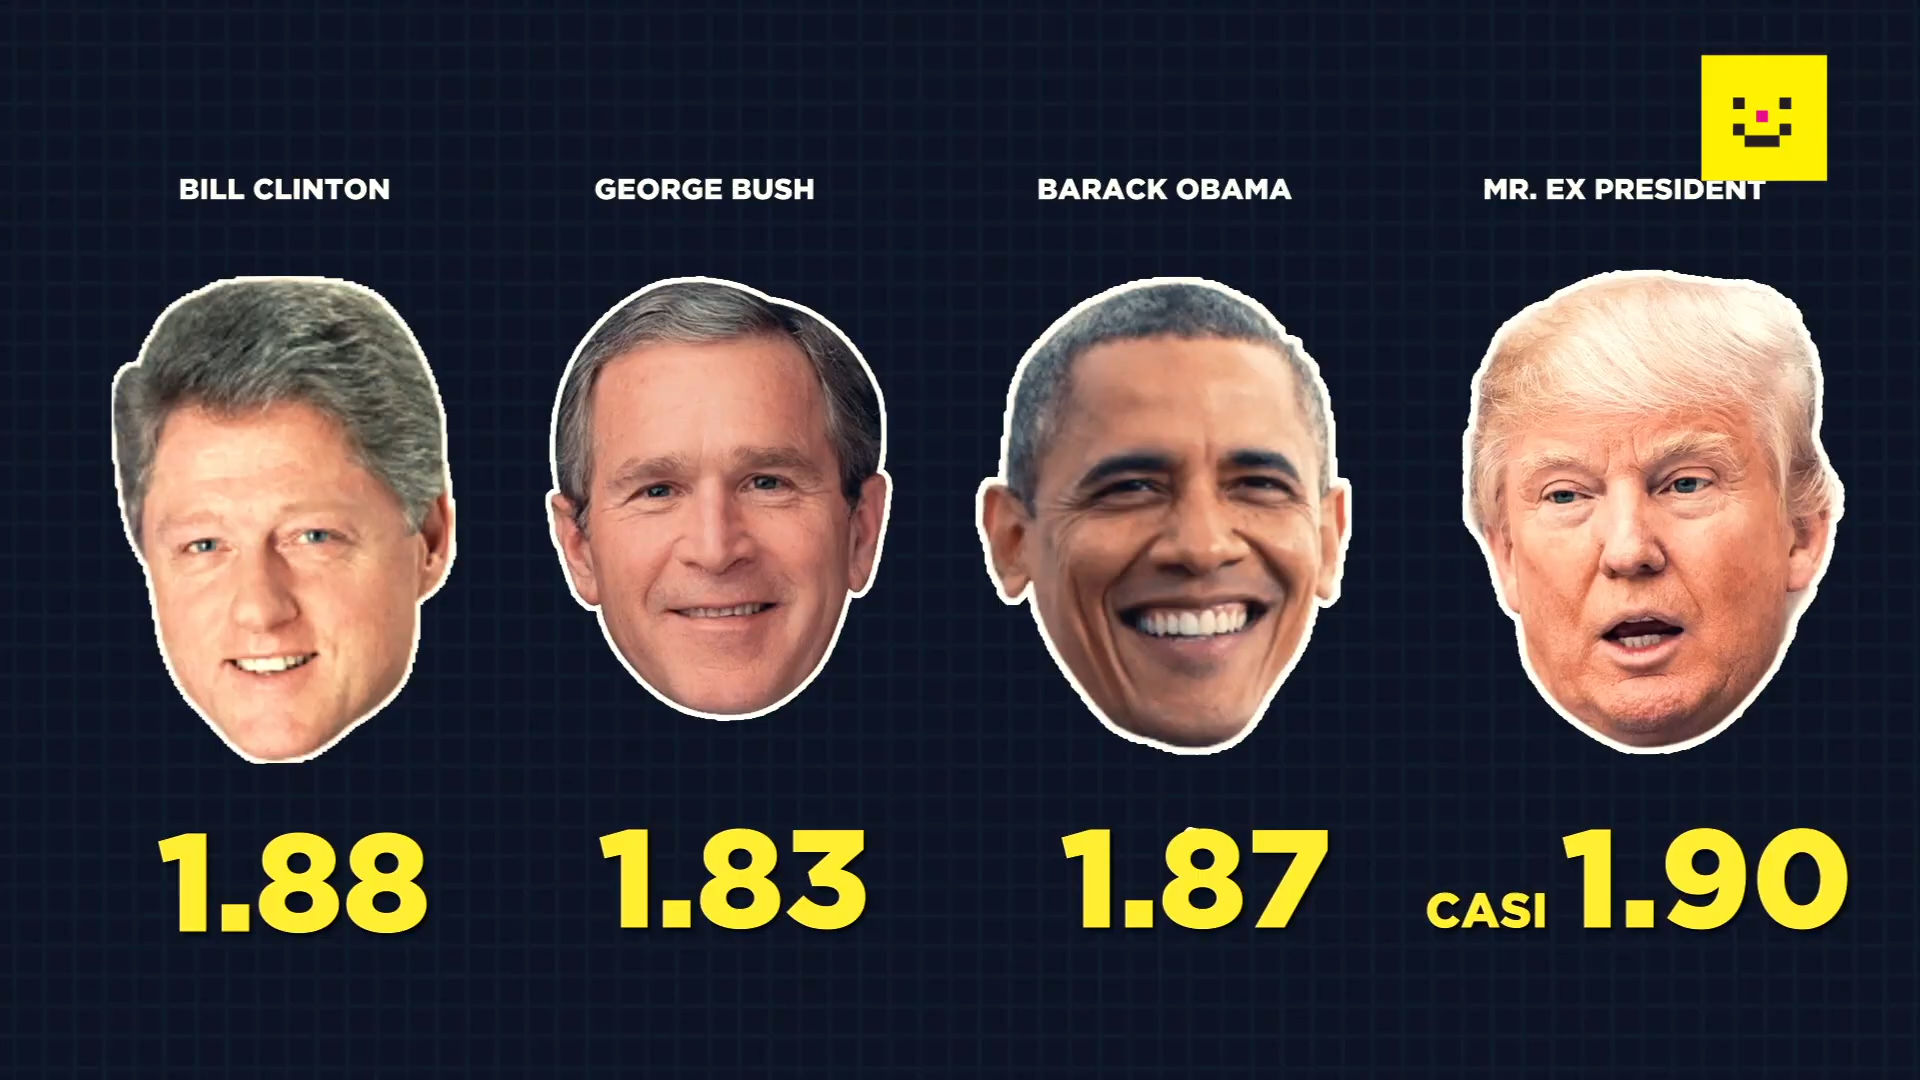 BILL CLINTON
GEORGE BUSH
BARACK OBAMA
MR. EX PRESIDENT
1.88
1.83
1.87
CASI 1.90